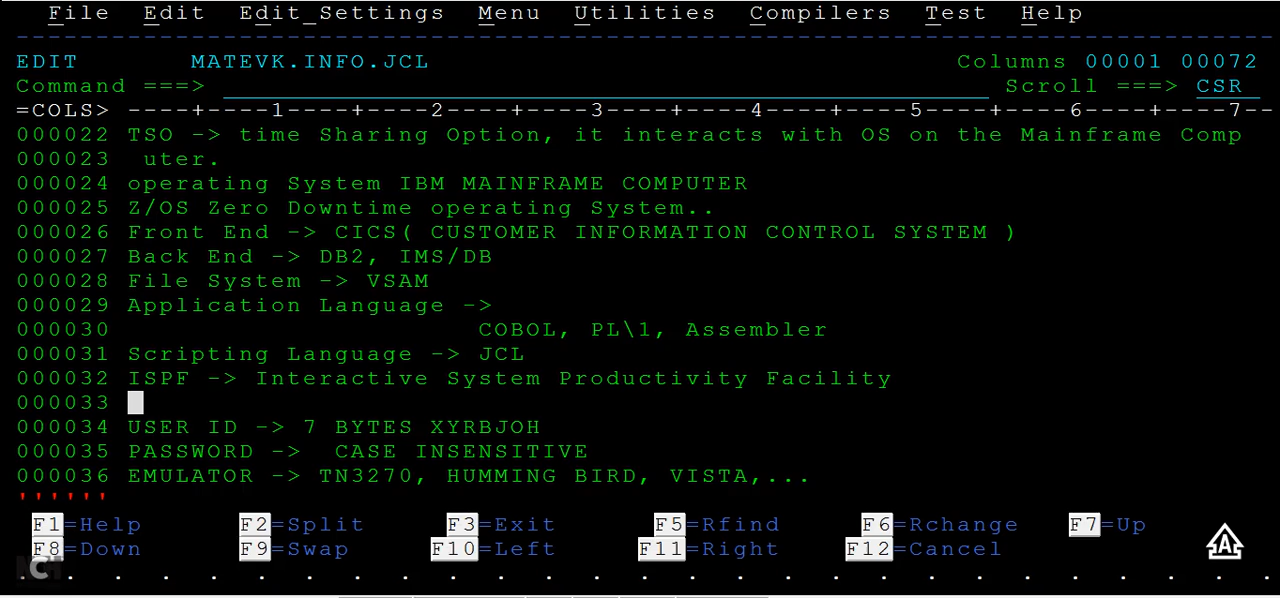 File Edit Edit_Settings Menu Utilities Compilers Test Help
EDIT MATEVK.INFO.JCL Columns 00001 00072
Command ===> Scroll ===> CSR
=COLS> ----+----1----+----2----+----3----+----4----+----5----+----6----+----7--
000022 TSO -> time Sharing Option, it interacts with OS on the Mainframe Comp
000023 uter.
000024 operating System IBM MAINFRAME COMPUTER
000025 Z/OS Zero Downtime operating System..
000026 Front End -> CICS( CUSTOMER INFORMATION CONTROL SYSTEM )
000027 Back End -> DB2, IMS/DB
000028 File System -> VSAM
000029 Application Language ->
000030 COBOL, PL\1, Assembler
000031 Scripting Language -> JCL
000032 ISPF -> Interactive System Productivity Facility
000033
000034 USER ID -> 7 BYTES XYRBJOH
000035 PASSWORD -> CASE INSENSITIVE
000036 EMULATOR -> TN3270, HUMMING BIRD, VISTA,...
''''''
F1=Help F2=Split F3=Exit F5=Rfind F6=Rchange F7=Up
F8=Down F9=Swap F10=Left F11=Right F12=Cancel
A